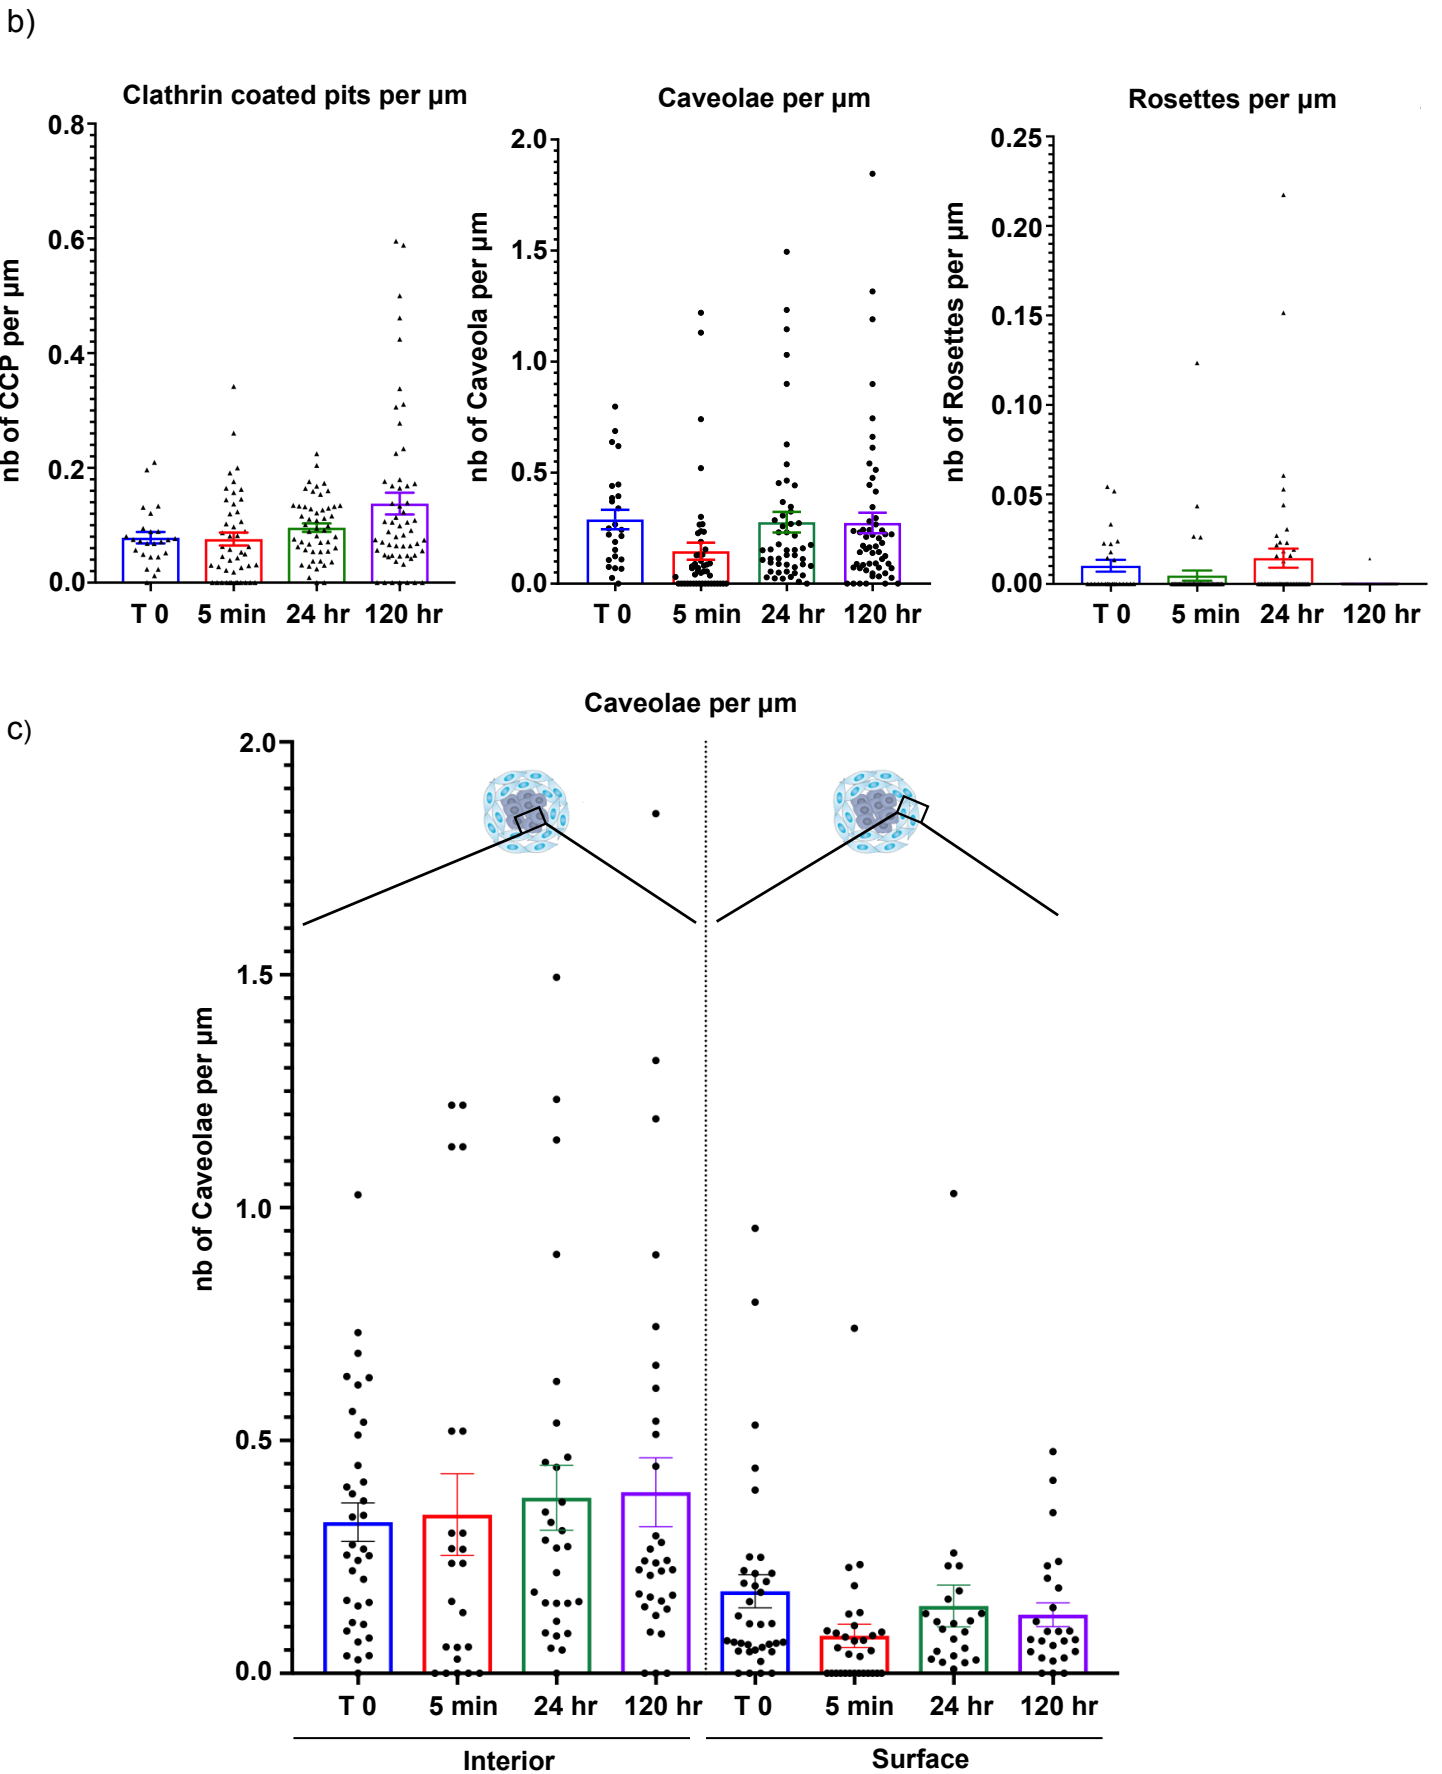 b)
Clathrin coated pits per µm
Caveolae per µm
Rosettes per µm
nb of CCP per µm
0.8
0.6
0.4
0.2
0.0
T 0 5 min 24 hr 120 hr
nb of Caveola per µm
2.0
1.5
1.0
0.5
0.0
T 0 5 min 24 hr 120 hr
nb of Rosettes per µm
0.25
0.20
0.15
0.10
0.05
0.00
T 0 5 min 24 hr 120 hr
c)
Caveolae per µm
nb of Caveolae per µm
2.0
1.5
1.0
0.5
0.0
T 0 5 min 24 hr 120 hr T 0 5 min 24 hr 120 hr
Interior Surface